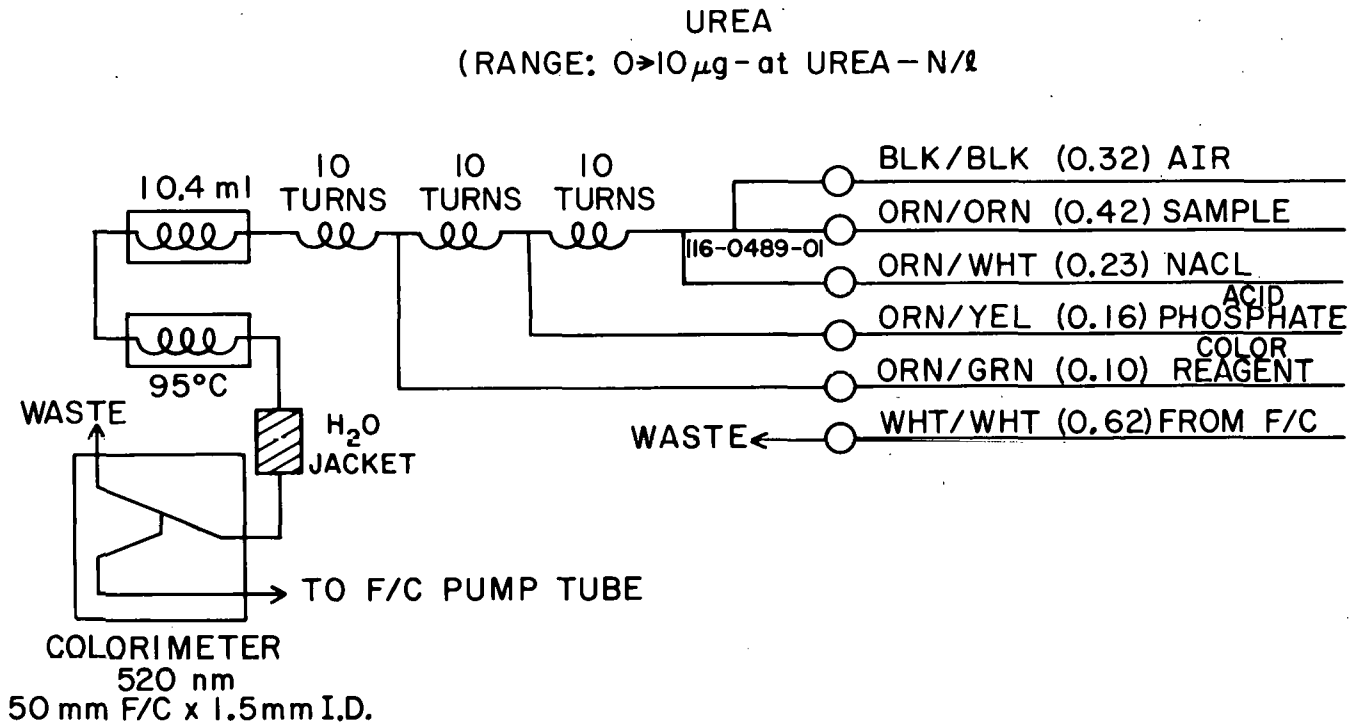 UREA
(RANGE: 0>10 µg-at UREA-N/ℓ
10.4 ml
10 TURNS
10 TURNS
10 TURNS
BLK/BLK (0.32) AIR
ORN/ORN (0.42) SAMPLE
116-0489-01
ORN/WHT (0.23) NACL
ORN/YEL (0.16) ACID PHOSPHATE
ORN/GRN (0.10) COLOR REAGENT
WHT/WHT (0.62) FROM F/C
WASTE
95°C
WASTE
H₂O
JACKET
TO F/C PUMP TUBE
COLORIMETER
520 nm
50 mm F/C x 1.5mm I.D.